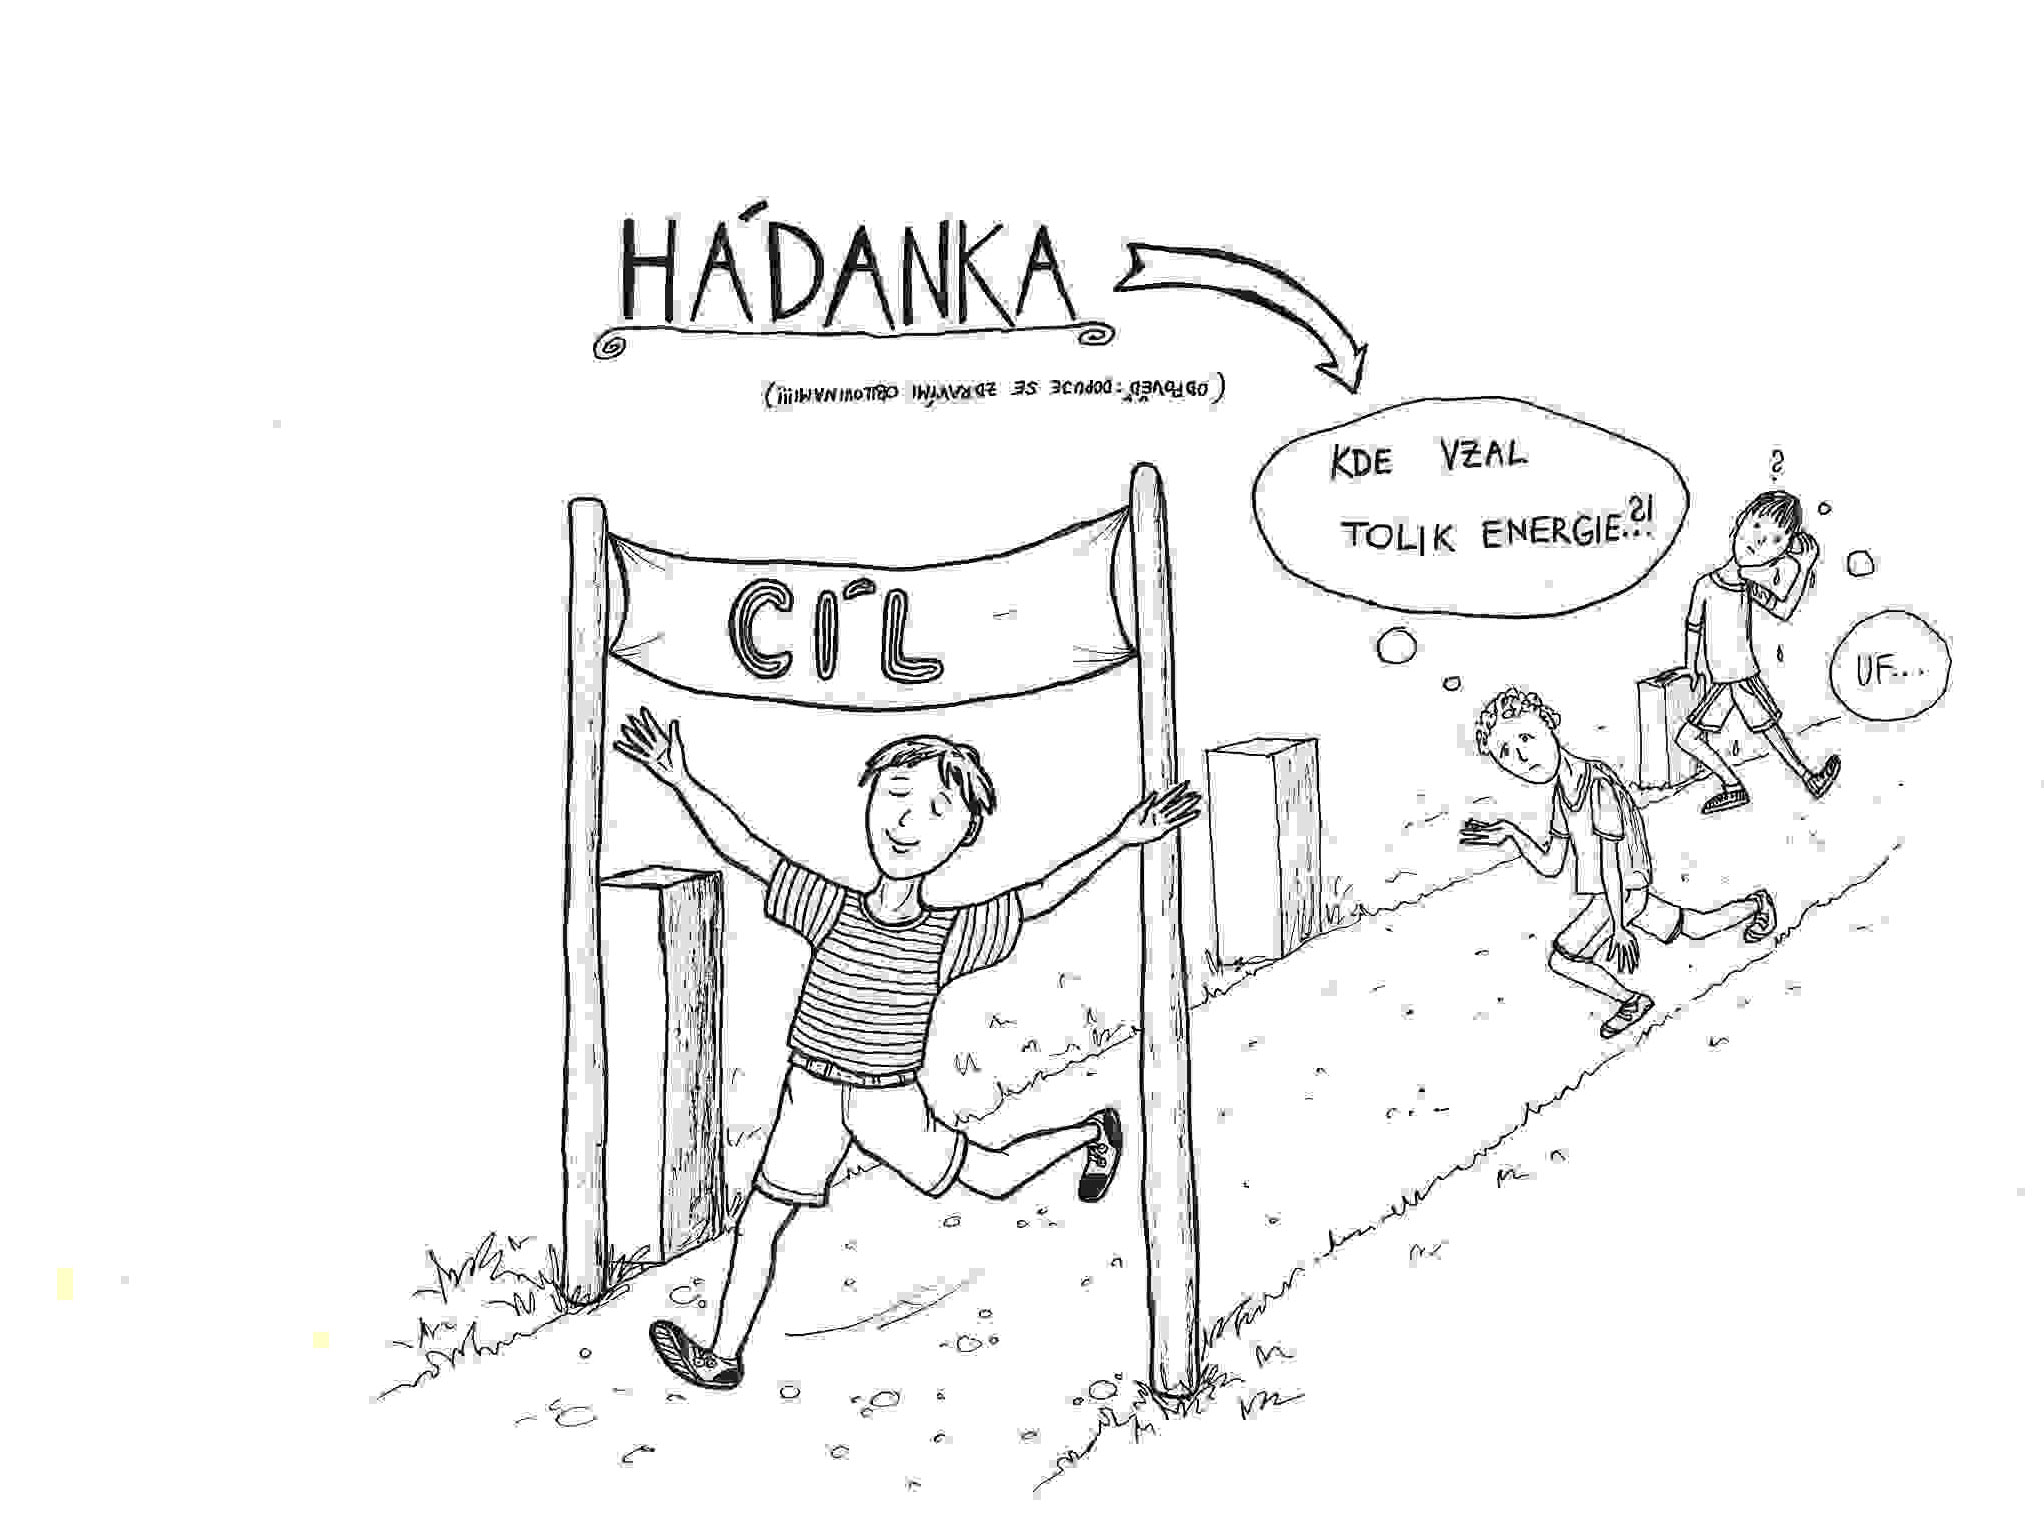 HÁDANKA
(ODPOVĚĎ: DOPUJE SE ZDRAVÝMI OBILOVINAMI!!!)
KDE VZAL
TOLIK ENERGIE..?!
?
CÍL
UF....